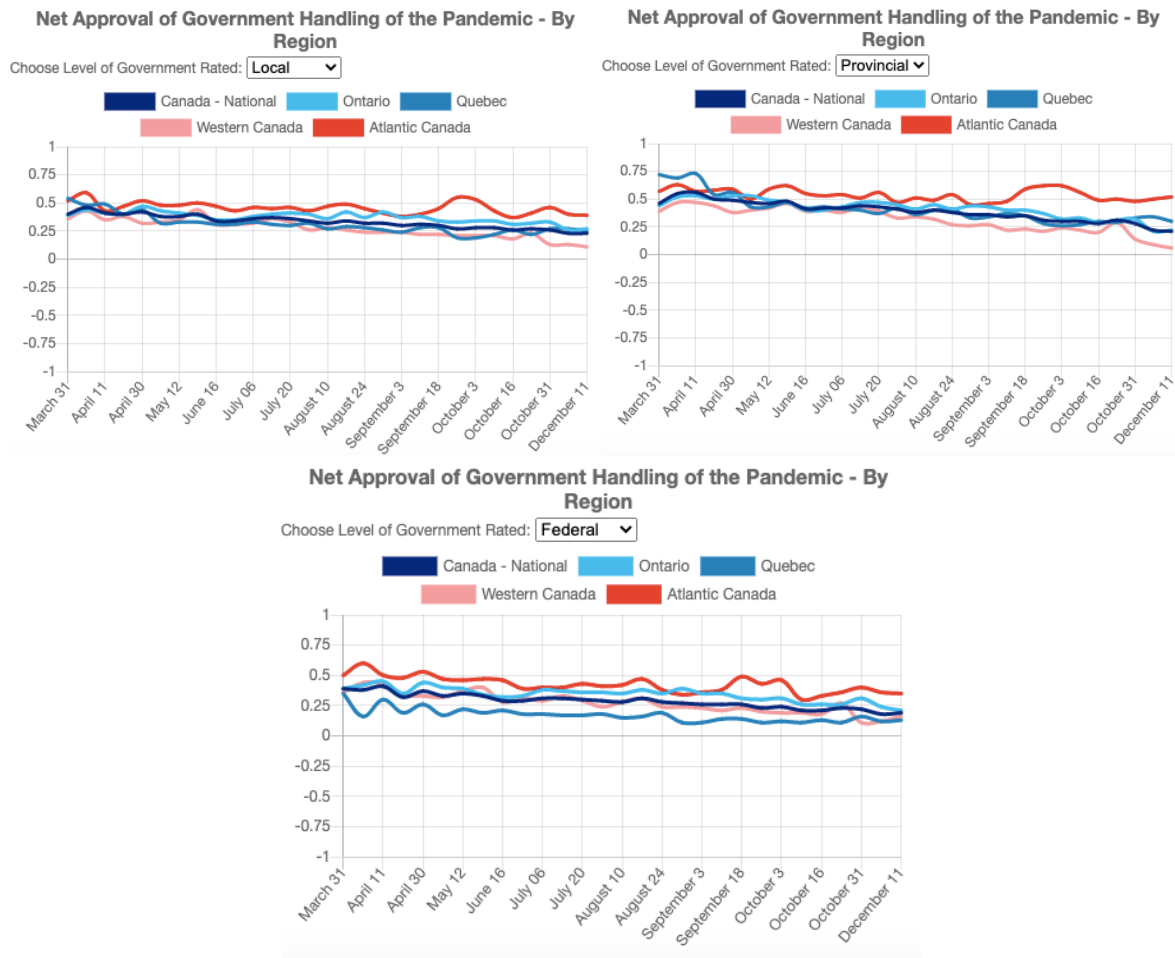 Net Approval of Government Handling of the Pandemic - By
Region
Choose Level of Government Rated: Local
Canada - National Ontario Quebec
Western Canada Atlantic Canada
1
0.75
0.5
0.25
0
-0.25
-0.5
-0.75
-1
March 31 April 11 April 30 May 12 June 16 July 06 July 20 August 10 August 24 September 3 September 18 October 3 October 16 October 31 December 11
Net Approval of Government Handling of the Pandemic - By
Region
Choose Level of Government Rated: Provincial
Canada - National Ontario Quebec
Western Canada Atlantic Canada
1
0.75
0.5
0.25
0
-0.25
-0.5
-0.75
-1
March 31 April 11 April 30 May 12 June 16 July 06 July 20 August 10 August 24 September 3 September 18 October 3 October 16 October 31 December 11
Net Approval of Government Handling of the Pandemic - By
Region
Choose Level of Government Rated: Federal
Canada - National Ontario Quebec
Western Canada Atlantic Canada
1
0.75
0.5
0.25
0
-0.25
-0.5
-0.75
-1
March 31 April 11 April 30 May 12 June 16 July 06 July 20 August 10 August 24 September 3 September 18 October 3 October 16 October 31 December 11